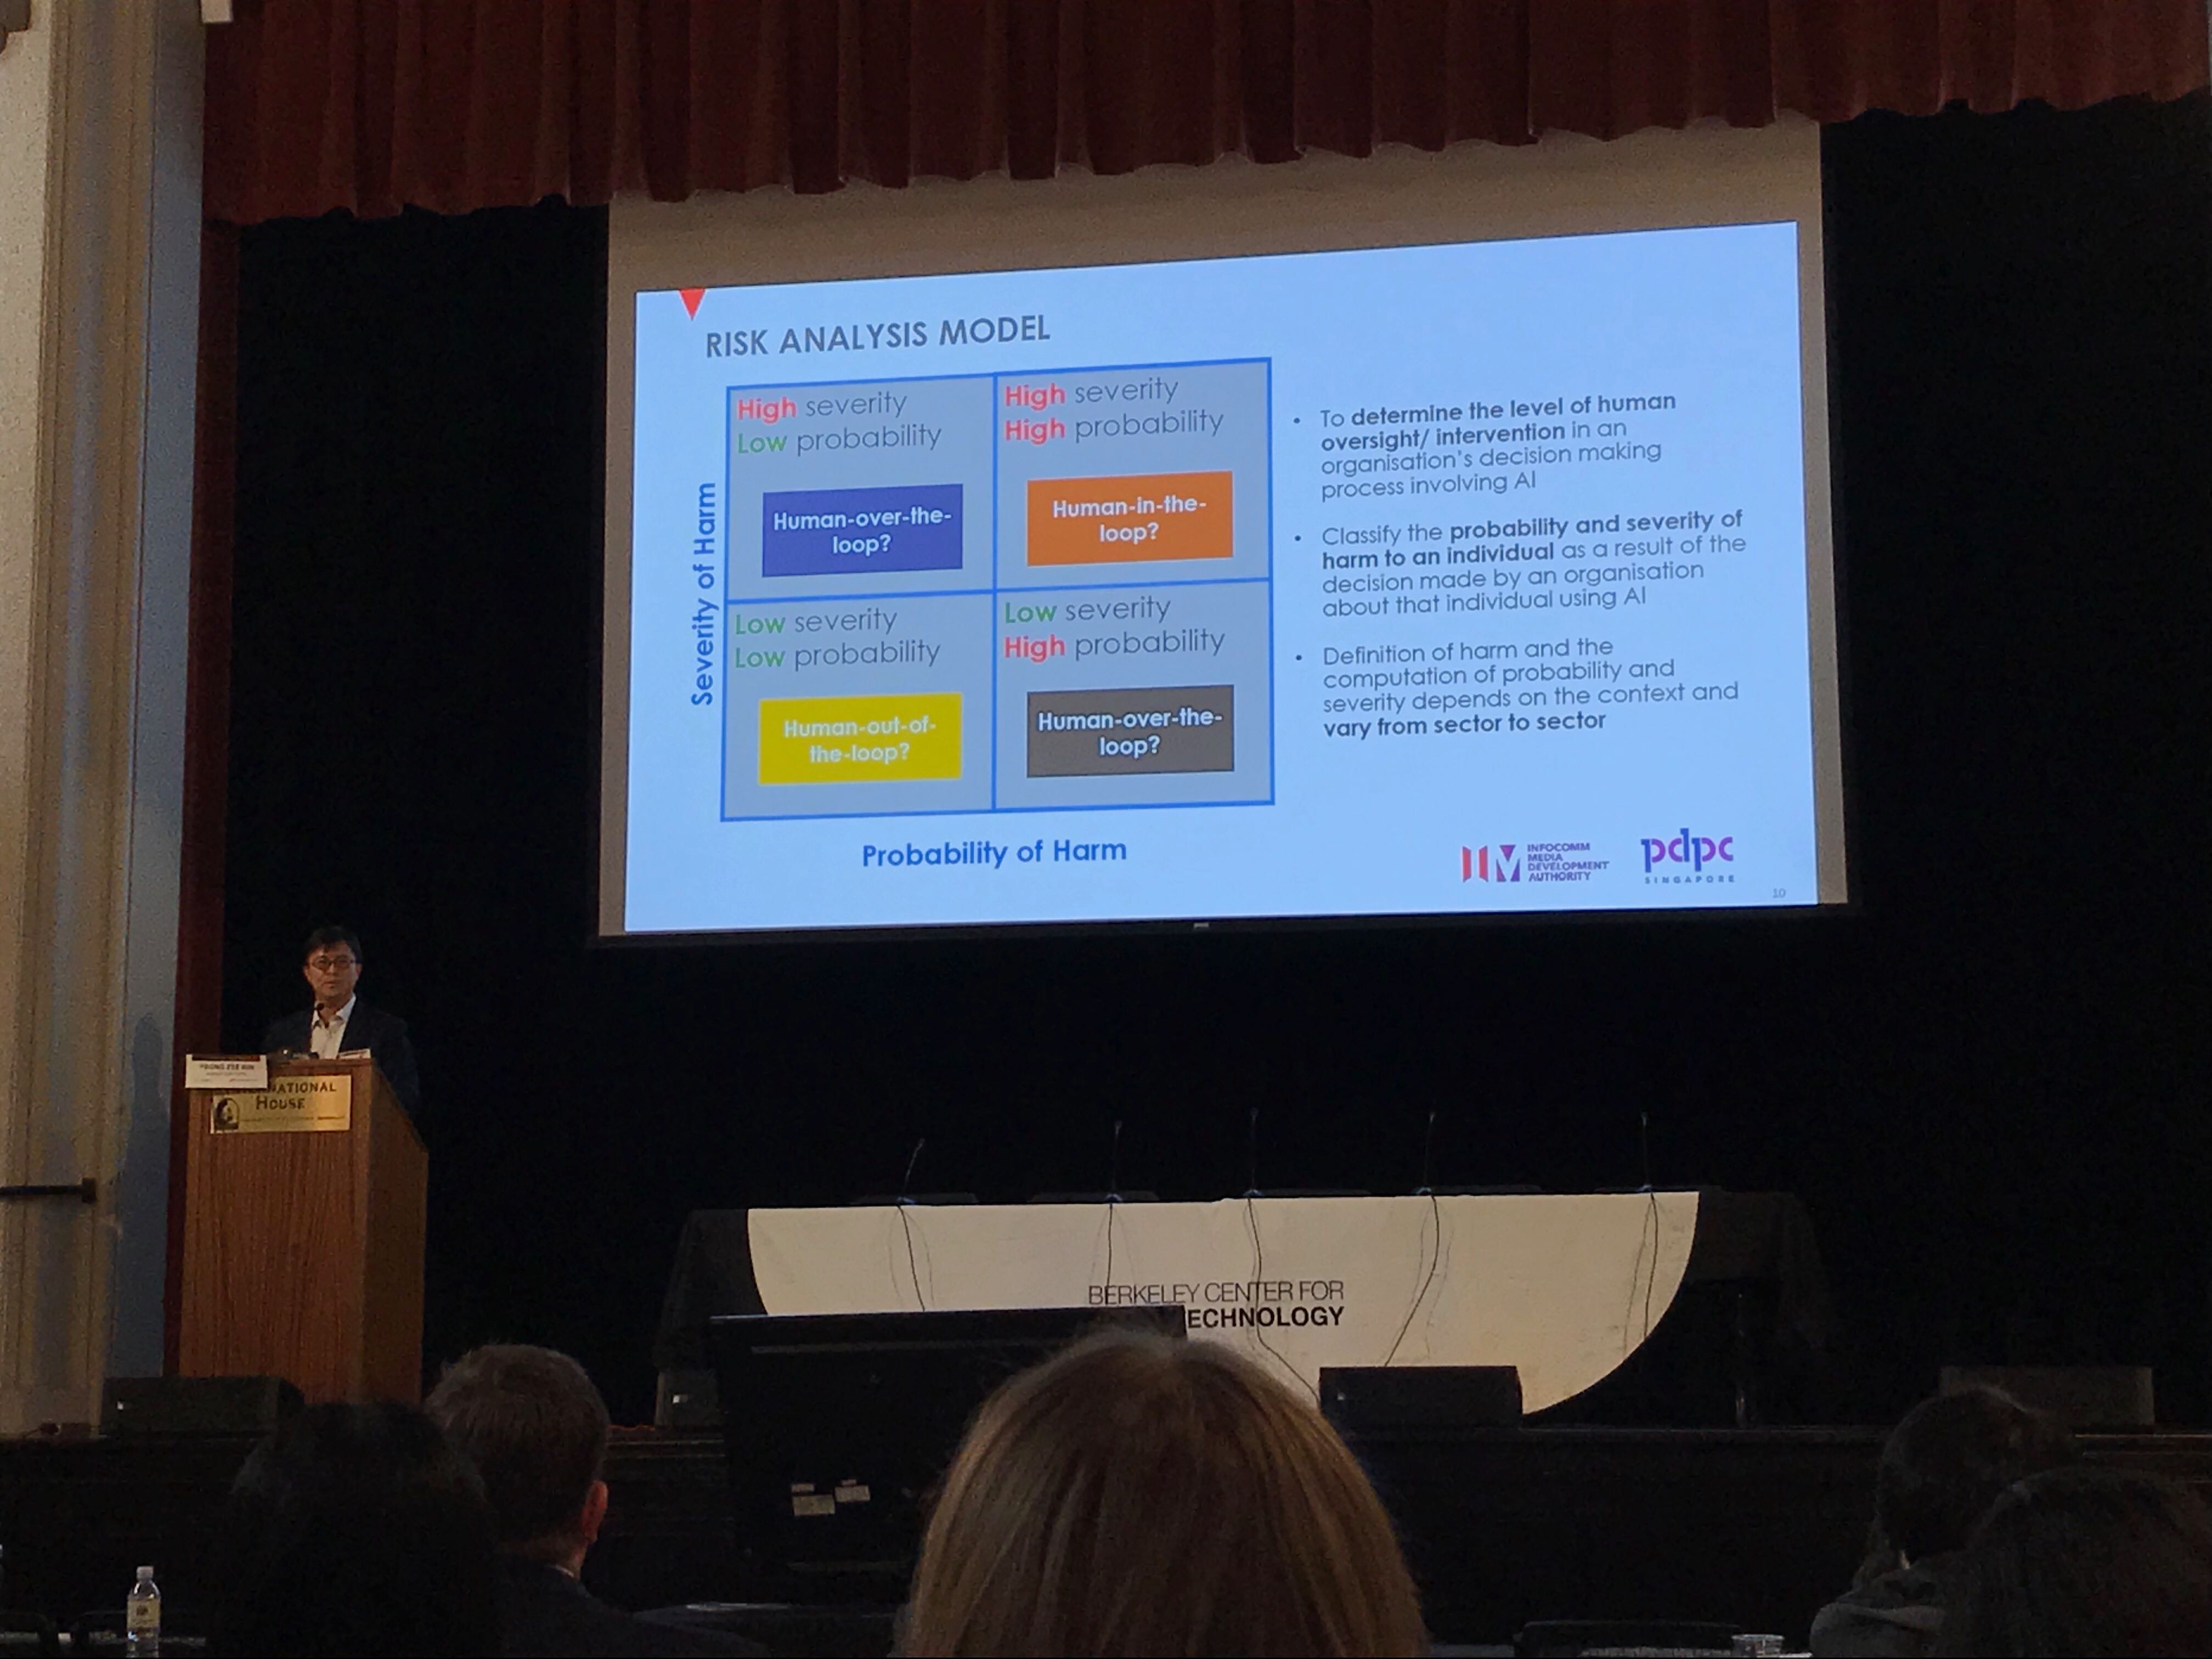 RISK ANALYSIS MODEL
Severity of Harm
High severity
Low probability
Human-over-the-
loop?
High severity
High probability
Human-in-the-
loop?
Low severity
Low probability
Human-out-of-
the-loop?
Low severity
High probability
Human-over-the-
loop?
Probability of Harm
• To determine the level of human
oversight/ intervention in an
organisation's decision making
process involving AI
• Classify the probability and severity of
harm to an individual as a result of the
decision made by an organisation
about that individual using AI
• Definition of harm and the
computation of probability and
severity depends on the context and
vary from sector to sector
INFOCOMM
MEDIA
DEVELOPMENT
AUTHORITY
pdpc
SINGAPORE
10
YEONG ZEE KIN
NATIONAL
HOUSE
BERKELEY CENTER FOR
ECHNOLOGY